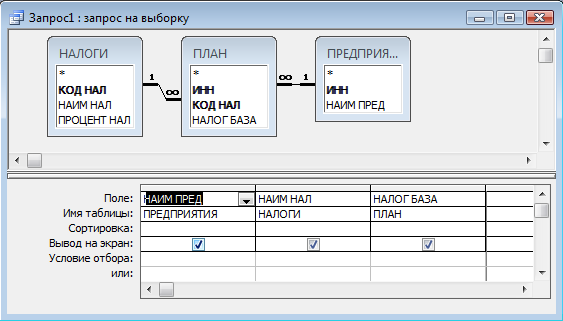 Запрос1 : запрос на выборку
НАЛОГИ ПЛАН ПРЕДПРИЯ...
* * *
КОД НАЛ ИНН ИНН
НАИМ НАЛ КОД НАЛ НАИМ ПРЕД
ПРОЦЕНТ НАЛ НАЛОГ БАЗА
1 ∞ ∞ 1
Поле: НАИМ ПРЕД НАИМ НАЛ НАЛОГ БАЗА
Имя таблицы: ПРЕДПРИЯТИЯ НАЛОГИ ПЛАН
Сортировка:
Вывод на экран:
Условие отбора:
или: